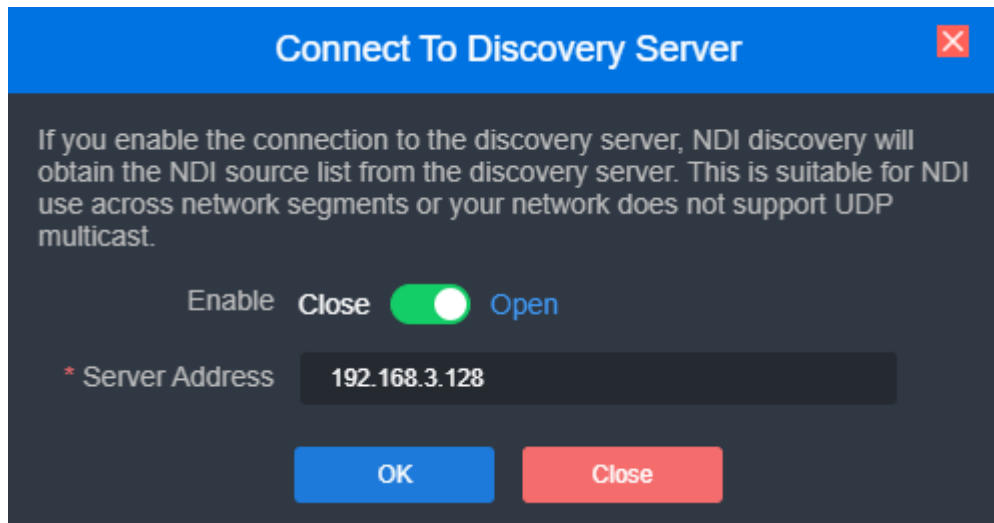 Connect To Discovery Server
If you enable the connection to the discovery server, NDI discovery will
obtain the NDI source list from the discovery server. This is suitable for NDI
use across network segments or your network does not support UDP
multicast.
Enable Close Open
* Server Address 192.168.3.128
OK Close